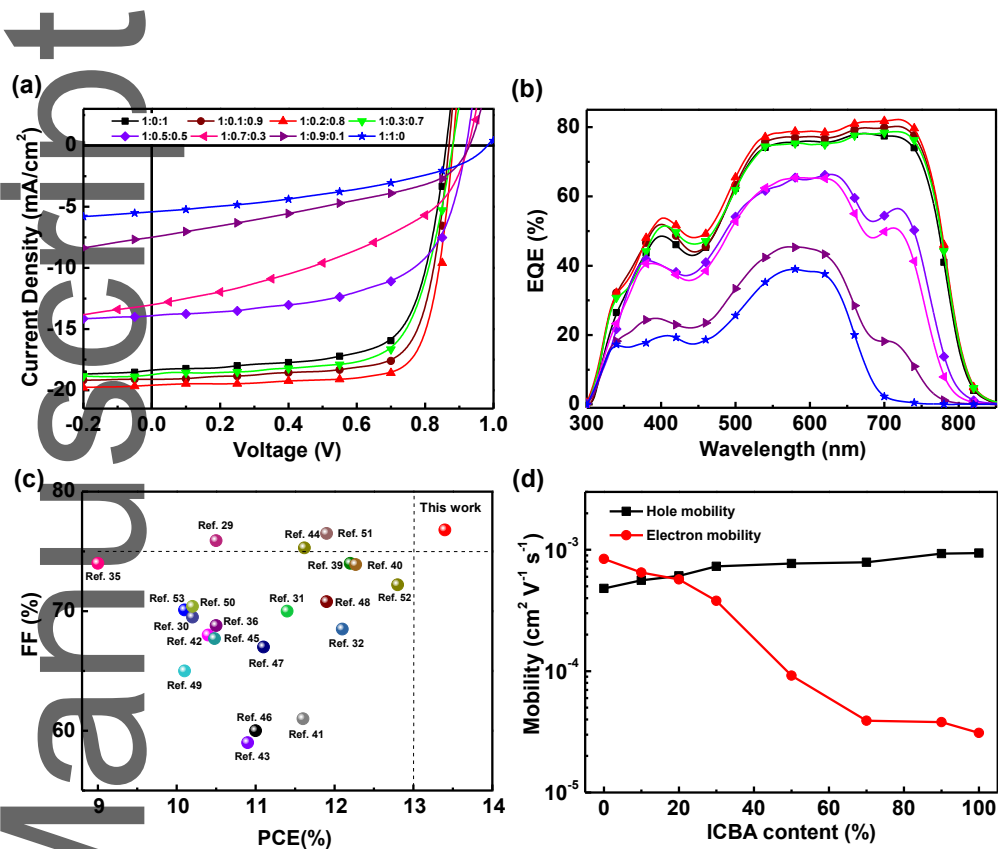 Manuscript
(a)
1:0:1 1:0.1:0.9 1:0.2:0.8 1:0.3:0.7
1:0.5:0.5 1:0.7:0.3 1:0.9:0.1 1:1:0
0
-5
-10
-15
-20
Current Density (mA/cm²)
-0.2 0.0 0.2 0.4 0.6 0.8 1.0
Voltage (V)
(b)
80
60
40
20
0
EQE (%)
300 400 500 600 700 800
Wavelength (nm)
(c)
80
70
60
FF (%)
This work
Ref. 29
Ref. 44
Ref. 51
Ref. 35
Ref. 39
Ref. 40
Ref. 52
Ref. 53
Ref. 50
Ref. 31
Ref. 48
Ref. 30
Ref. 36
Ref. 42
Ref. 45
Ref. 32
Ref. 47
Ref. 49
Ref. 46
Ref. 41
Ref. 43
9 10 11 12 13 14
PCE(%)
(d)
Hole mobility
Electron mobility
10⁻³
10⁻⁴
10⁻⁵
Mobility (cm² V⁻¹ s⁻¹)
0 20 40 60 80 100
ICBA content (%)